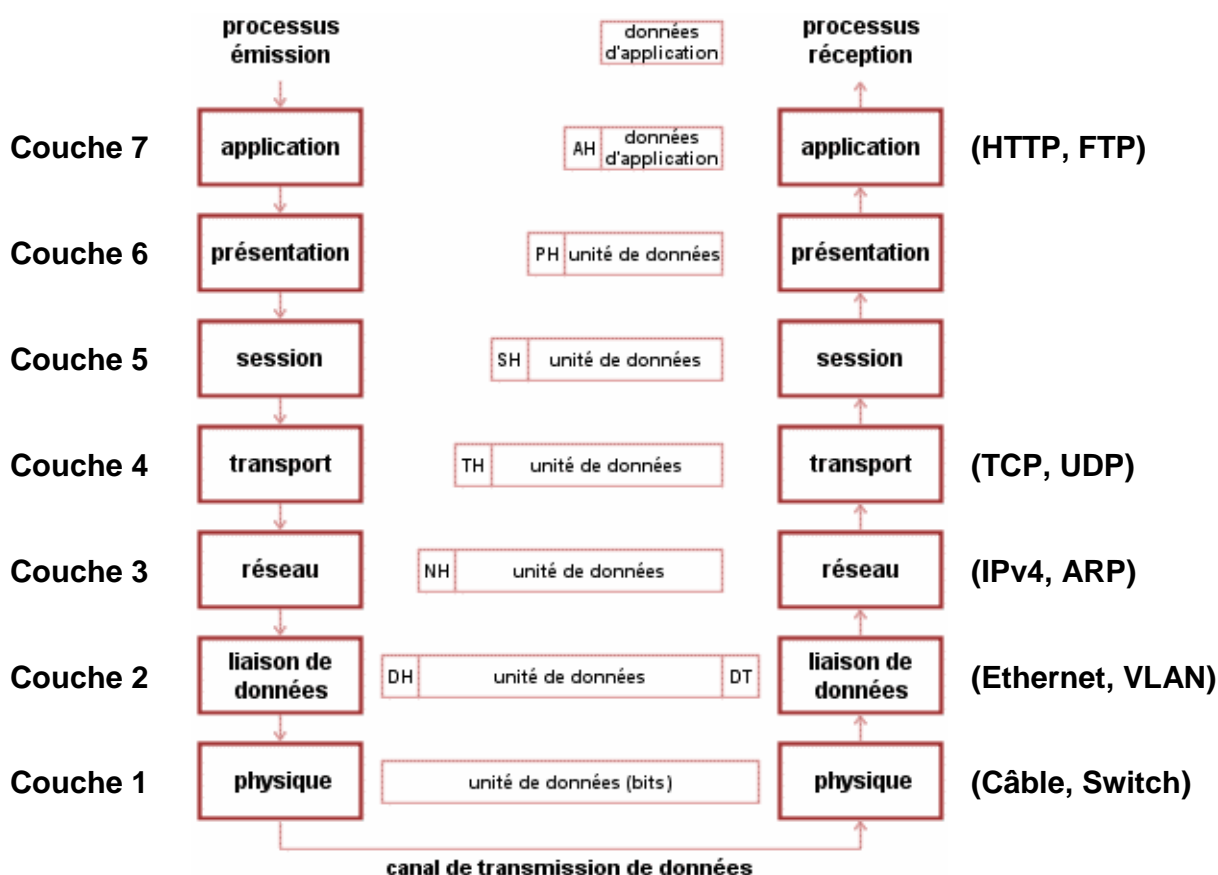 processus
émission
données
d'application
processus
réception
Couche 7
application
AH
données
d'application
application
(HTTP, FTP)
Couche 6
présentation
PH
unité de données
présentation
Couche 5
session
SH
unité de données
session
Couche 4
transport
TH
unité de données
transport
(TCP, UDP)
Couche 3
réseau
NH
unité de données
réseau
(IPv4, ARP)
Couche 2
liaison de
données
DH
unité de données
DT
liaison de
données
(Ethernet, VLAN)
Couche 1
physique
unité de données (bits)
physique
(Câble, Switch)
canal de transmission de données